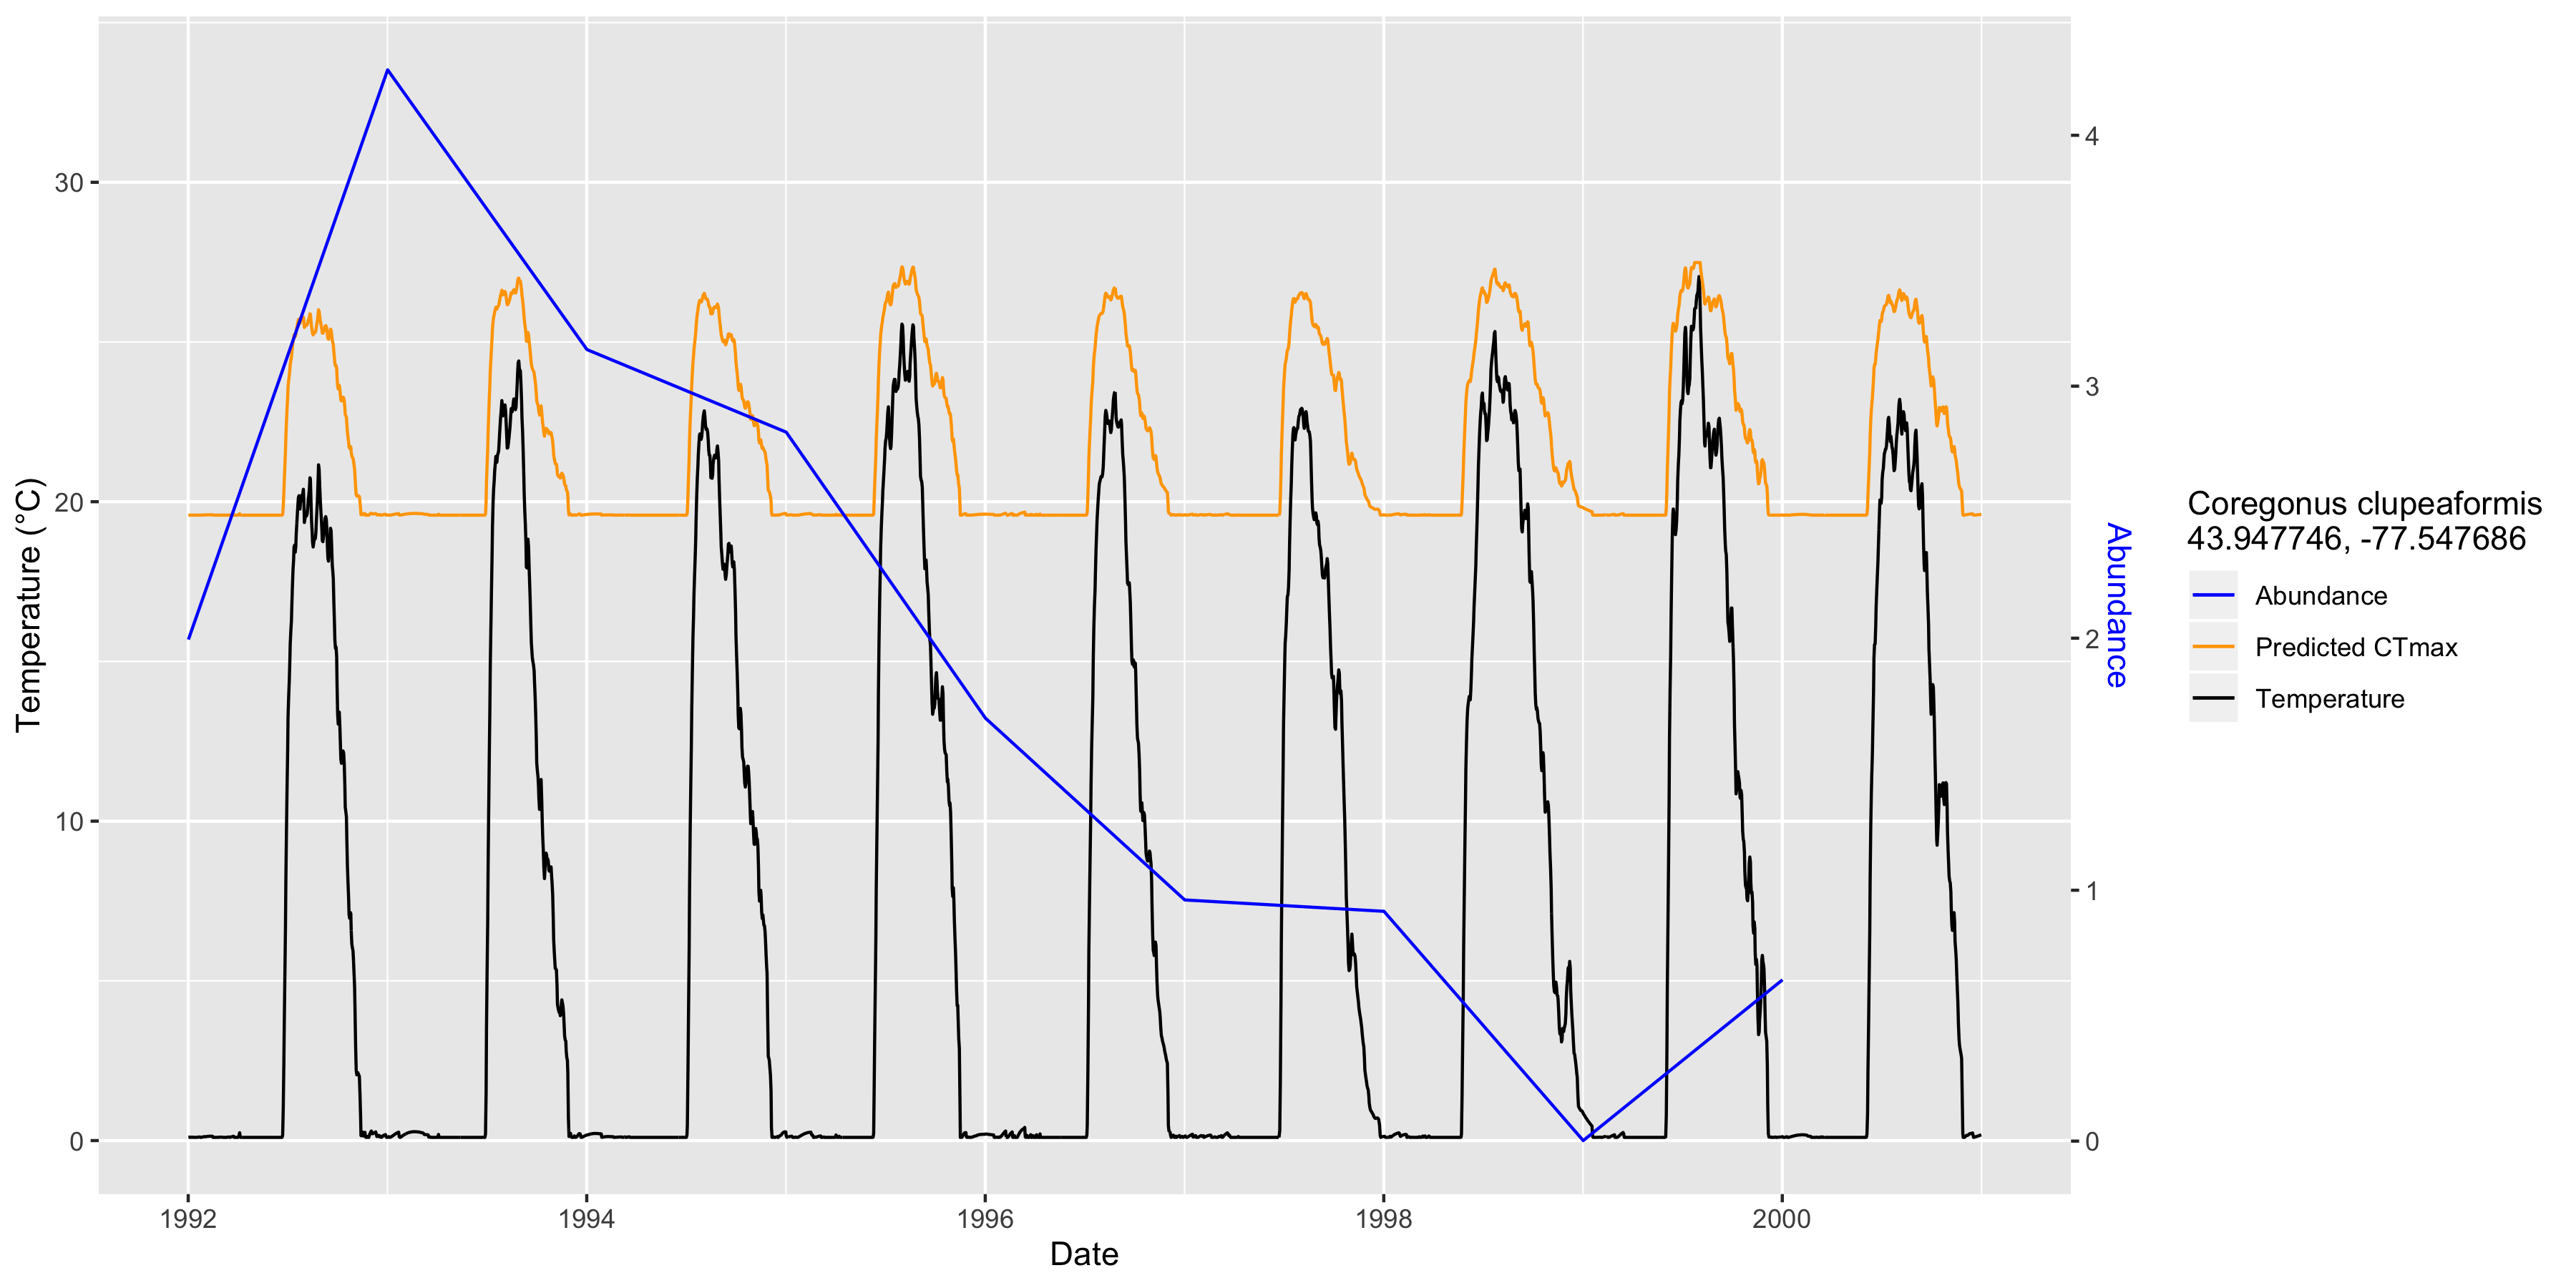 30
20
10
0
Temperature (°C)
4
3
2
1
0
Abundance
1992
1994
1996
1998
2000
Date
Coregonus clupeaformis
43.947746, -77.547686
Abundance
Predicted CTmax
Temperature